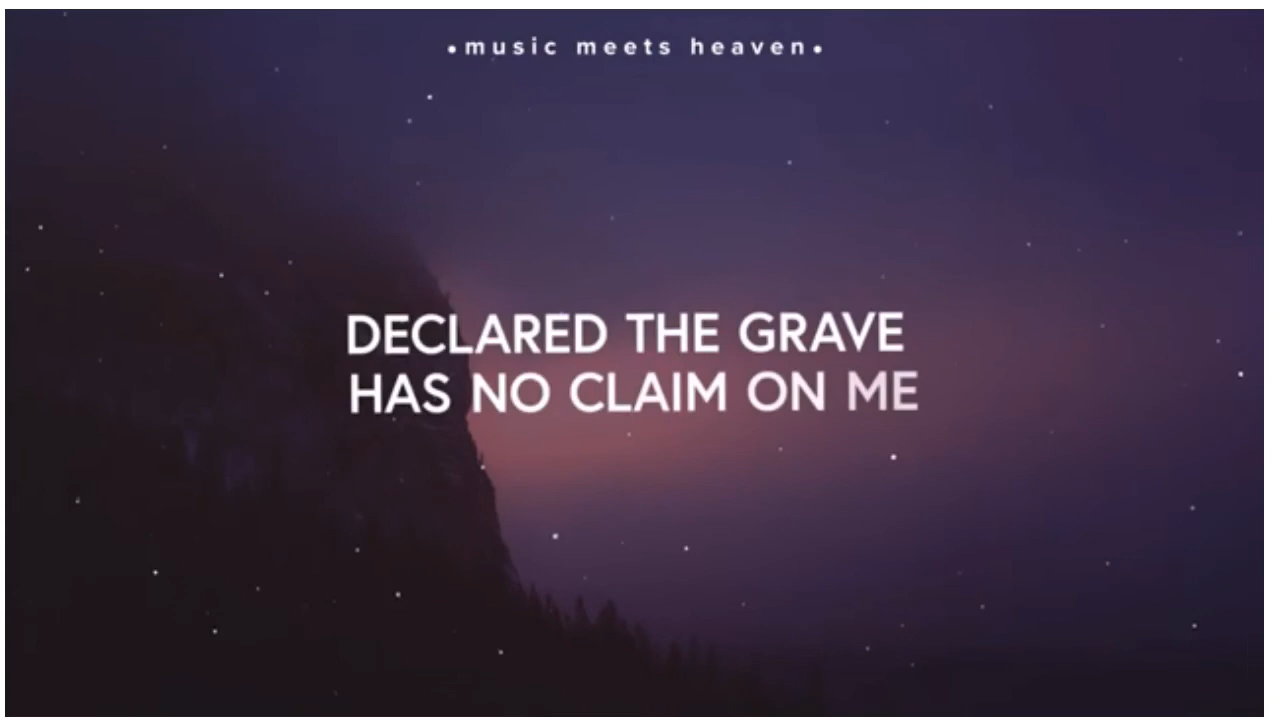 •music meets heaven•
DECLARED THE GRAVE
HAS NO CLAIM ON ME